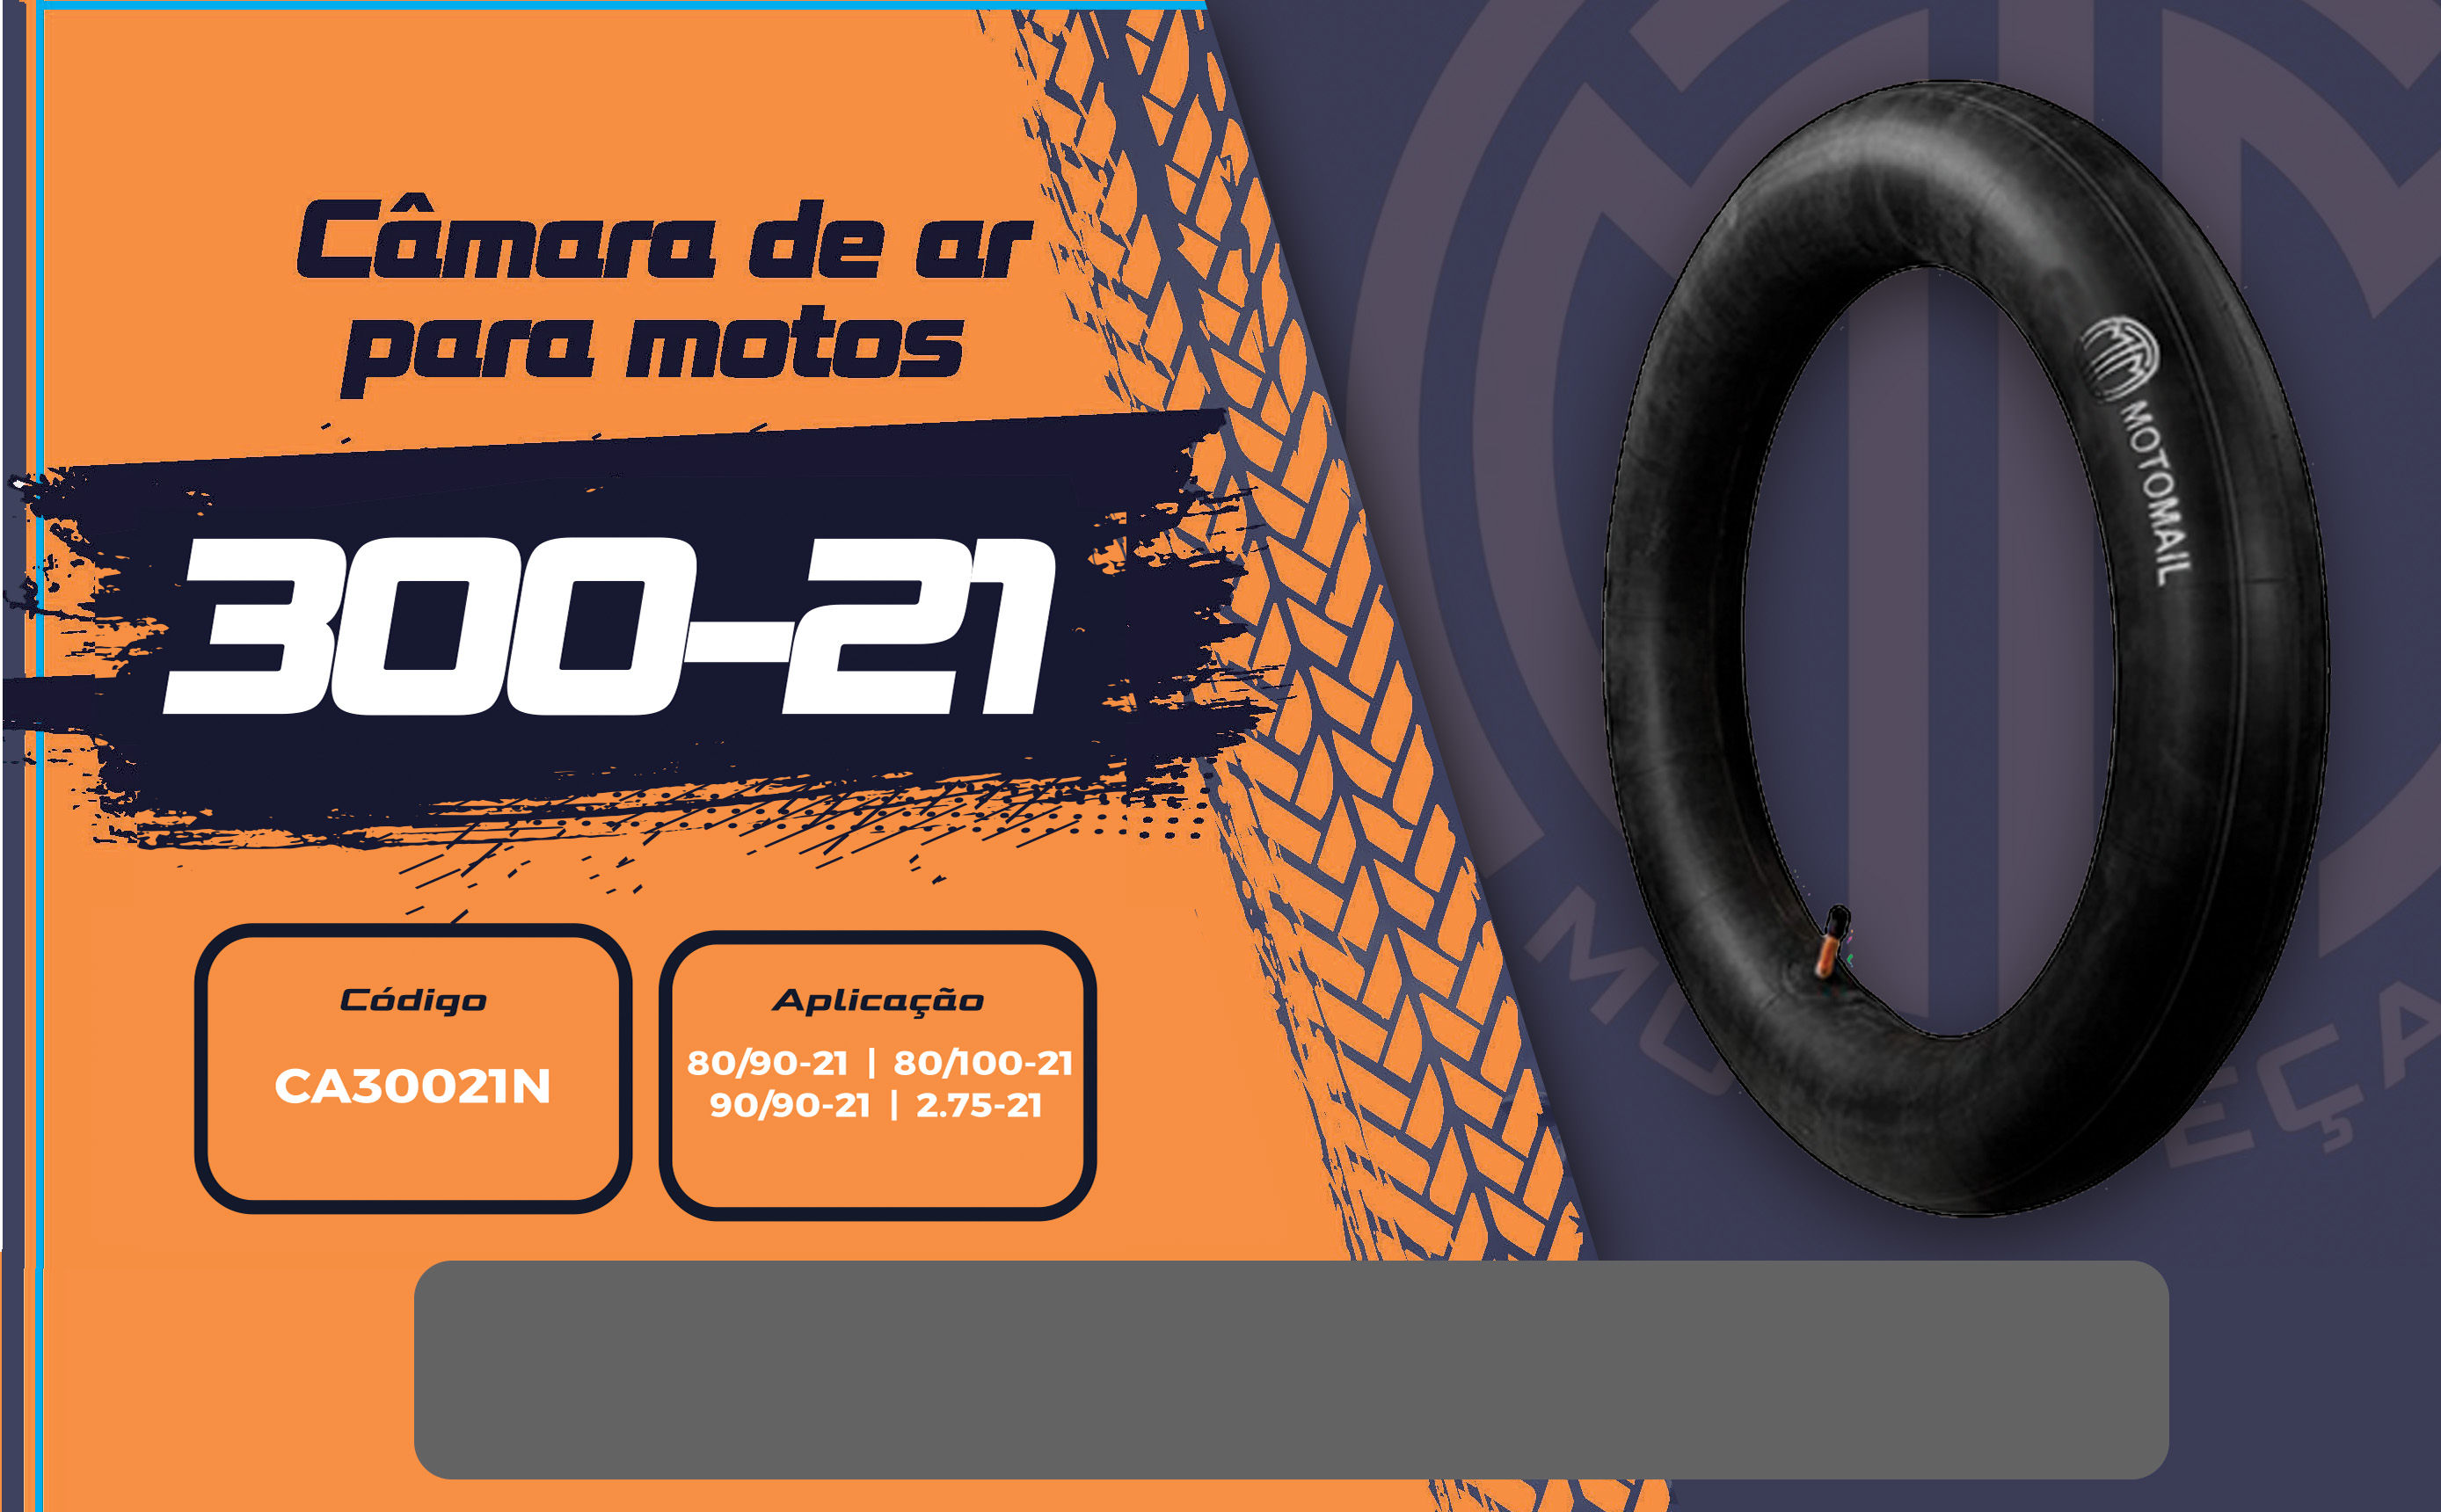 Câmara de ar
para motos
300-21
Código
CA30021N
Aplicação
80/90-21 | 80/100-21
90/90-21 | 2.75-21
MOTOMAIL